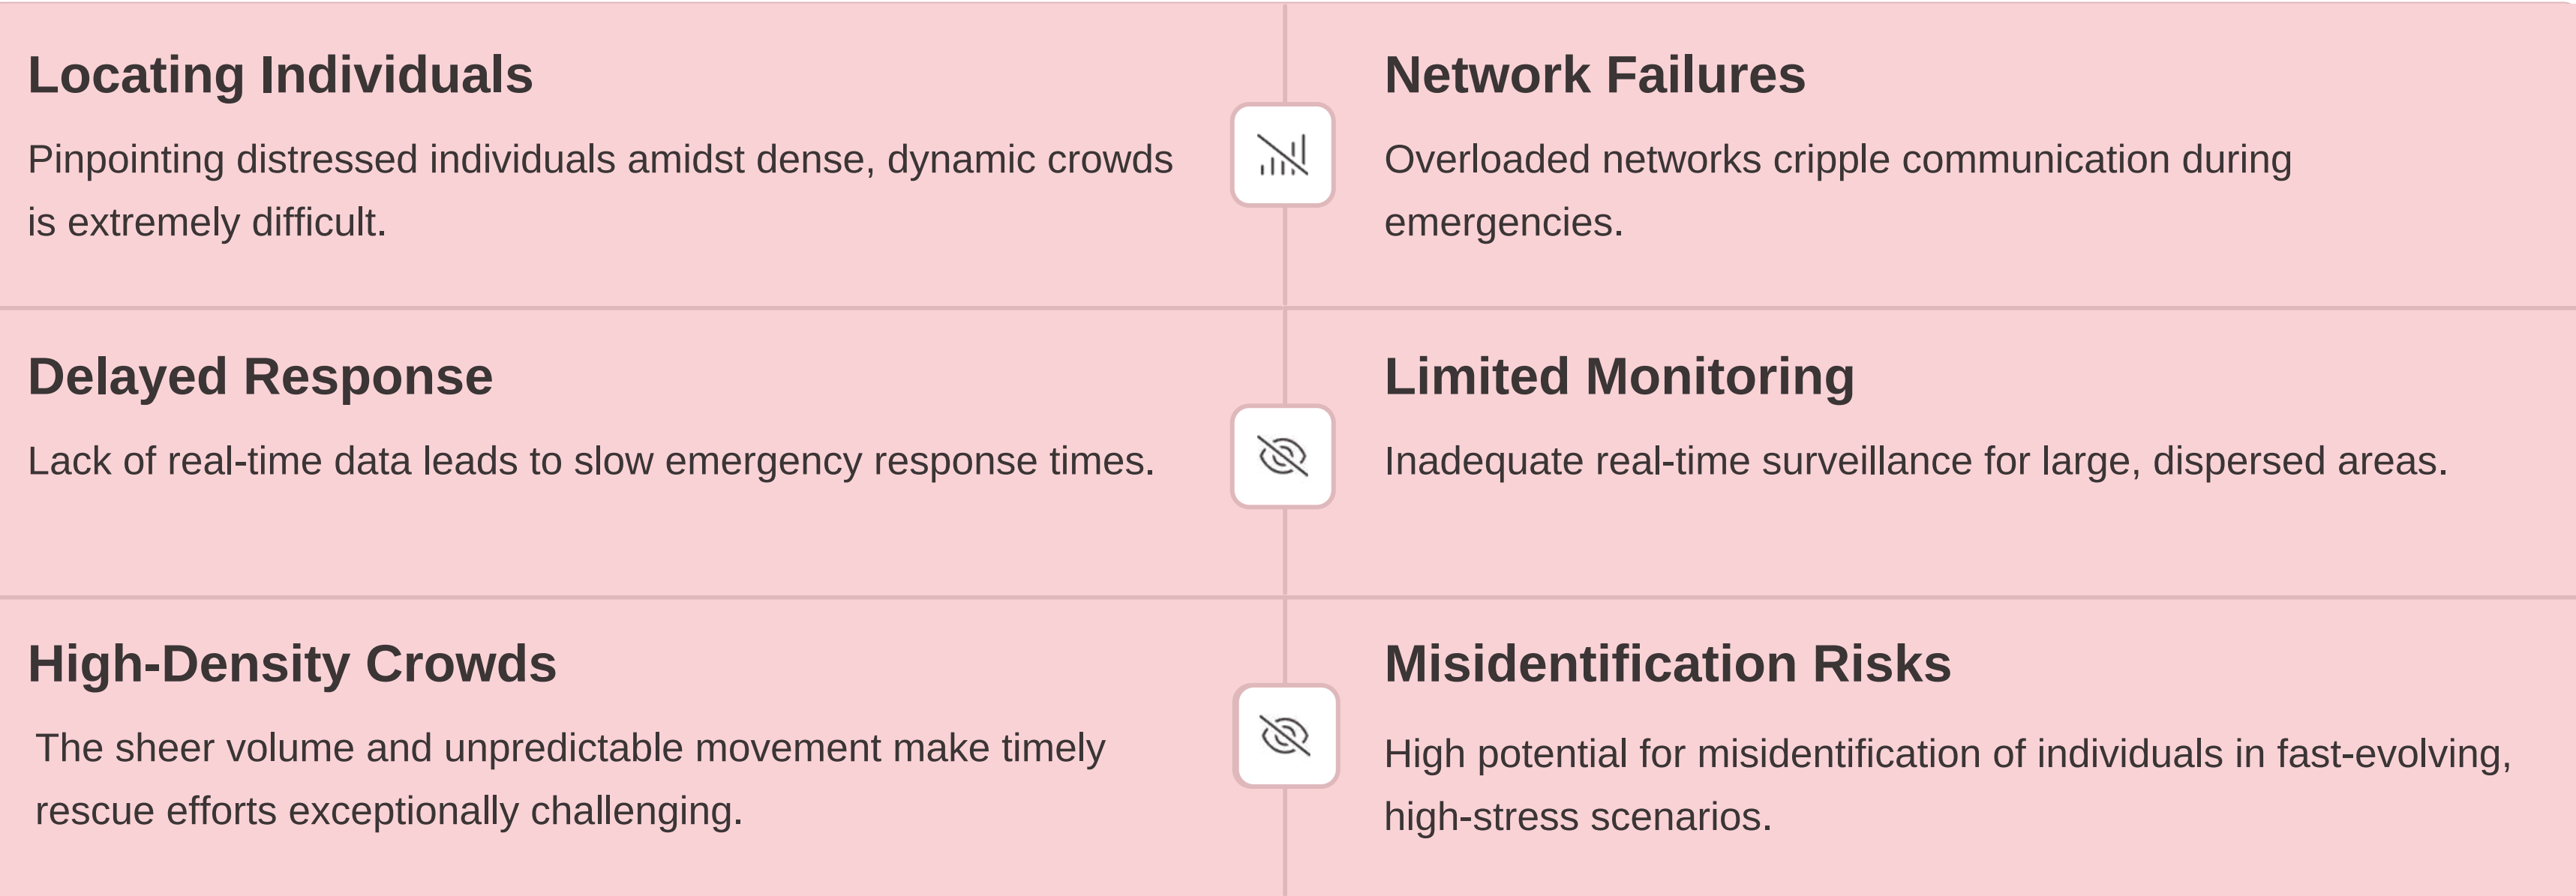 Locating Individuals
Pinpointing distressed individuals amidst dense, dynamic crowds
is extremely difficult.
Network Failures
Overloaded networks cripple communication during
emergencies.
Delayed Response
Lack of real-time data leads to slow emergency response times.
Limited Monitoring
Inadequate real-time surveillance for large, dispersed areas.
High-Density Crowds
The sheer volume and unpredictable movement make timely
rescue efforts exceptionally challenging.
Misidentification Risks
High potential for misidentification of individuals in fast-evolving,
high-stress scenarios.